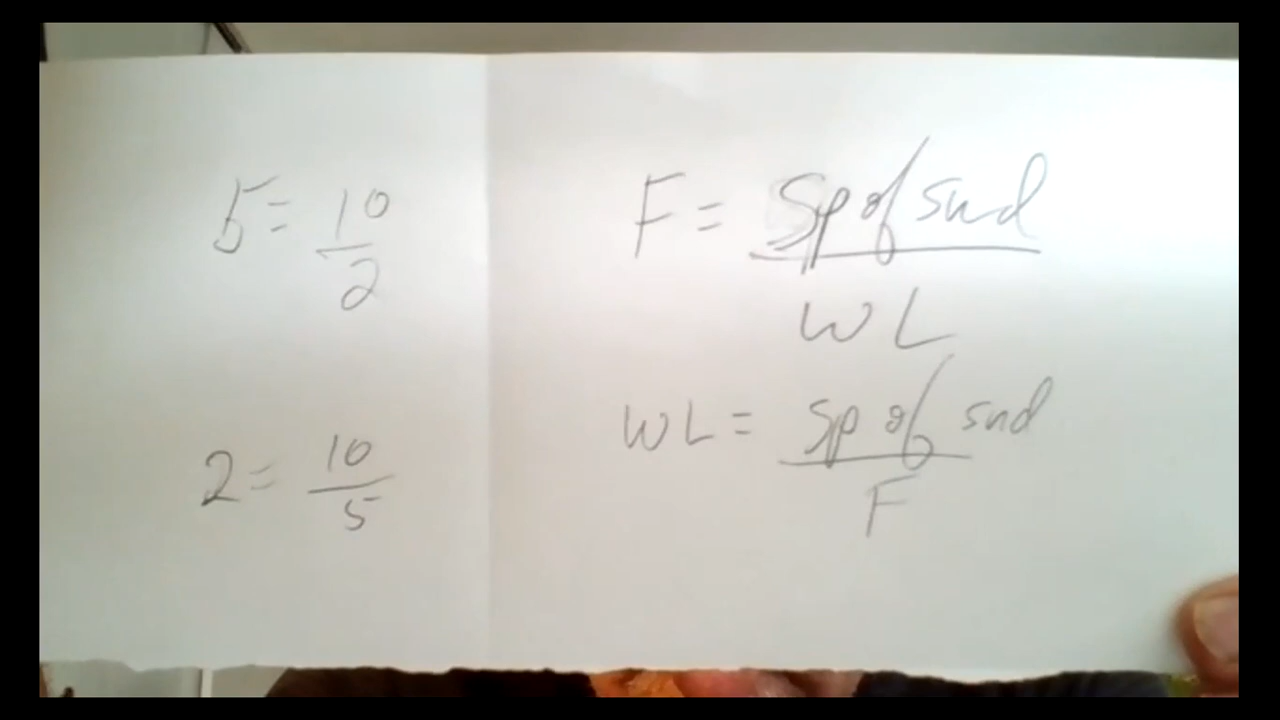 5 = 10
2
2 = 10
5
F = Sp of snd
WL
WL = Sp of snd
F